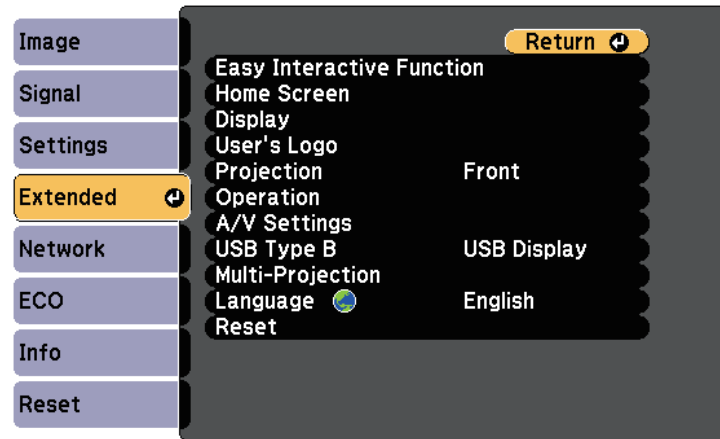 Image
Signal
Settings
Extended
Network
ECO
Info
Reset
Return
Easy Interactive Function
Home Screen
Display
User's Logo
Projection Front
Operation
A/V Settings
USB Type B USB Display
Multi-Projection
Language English
Reset